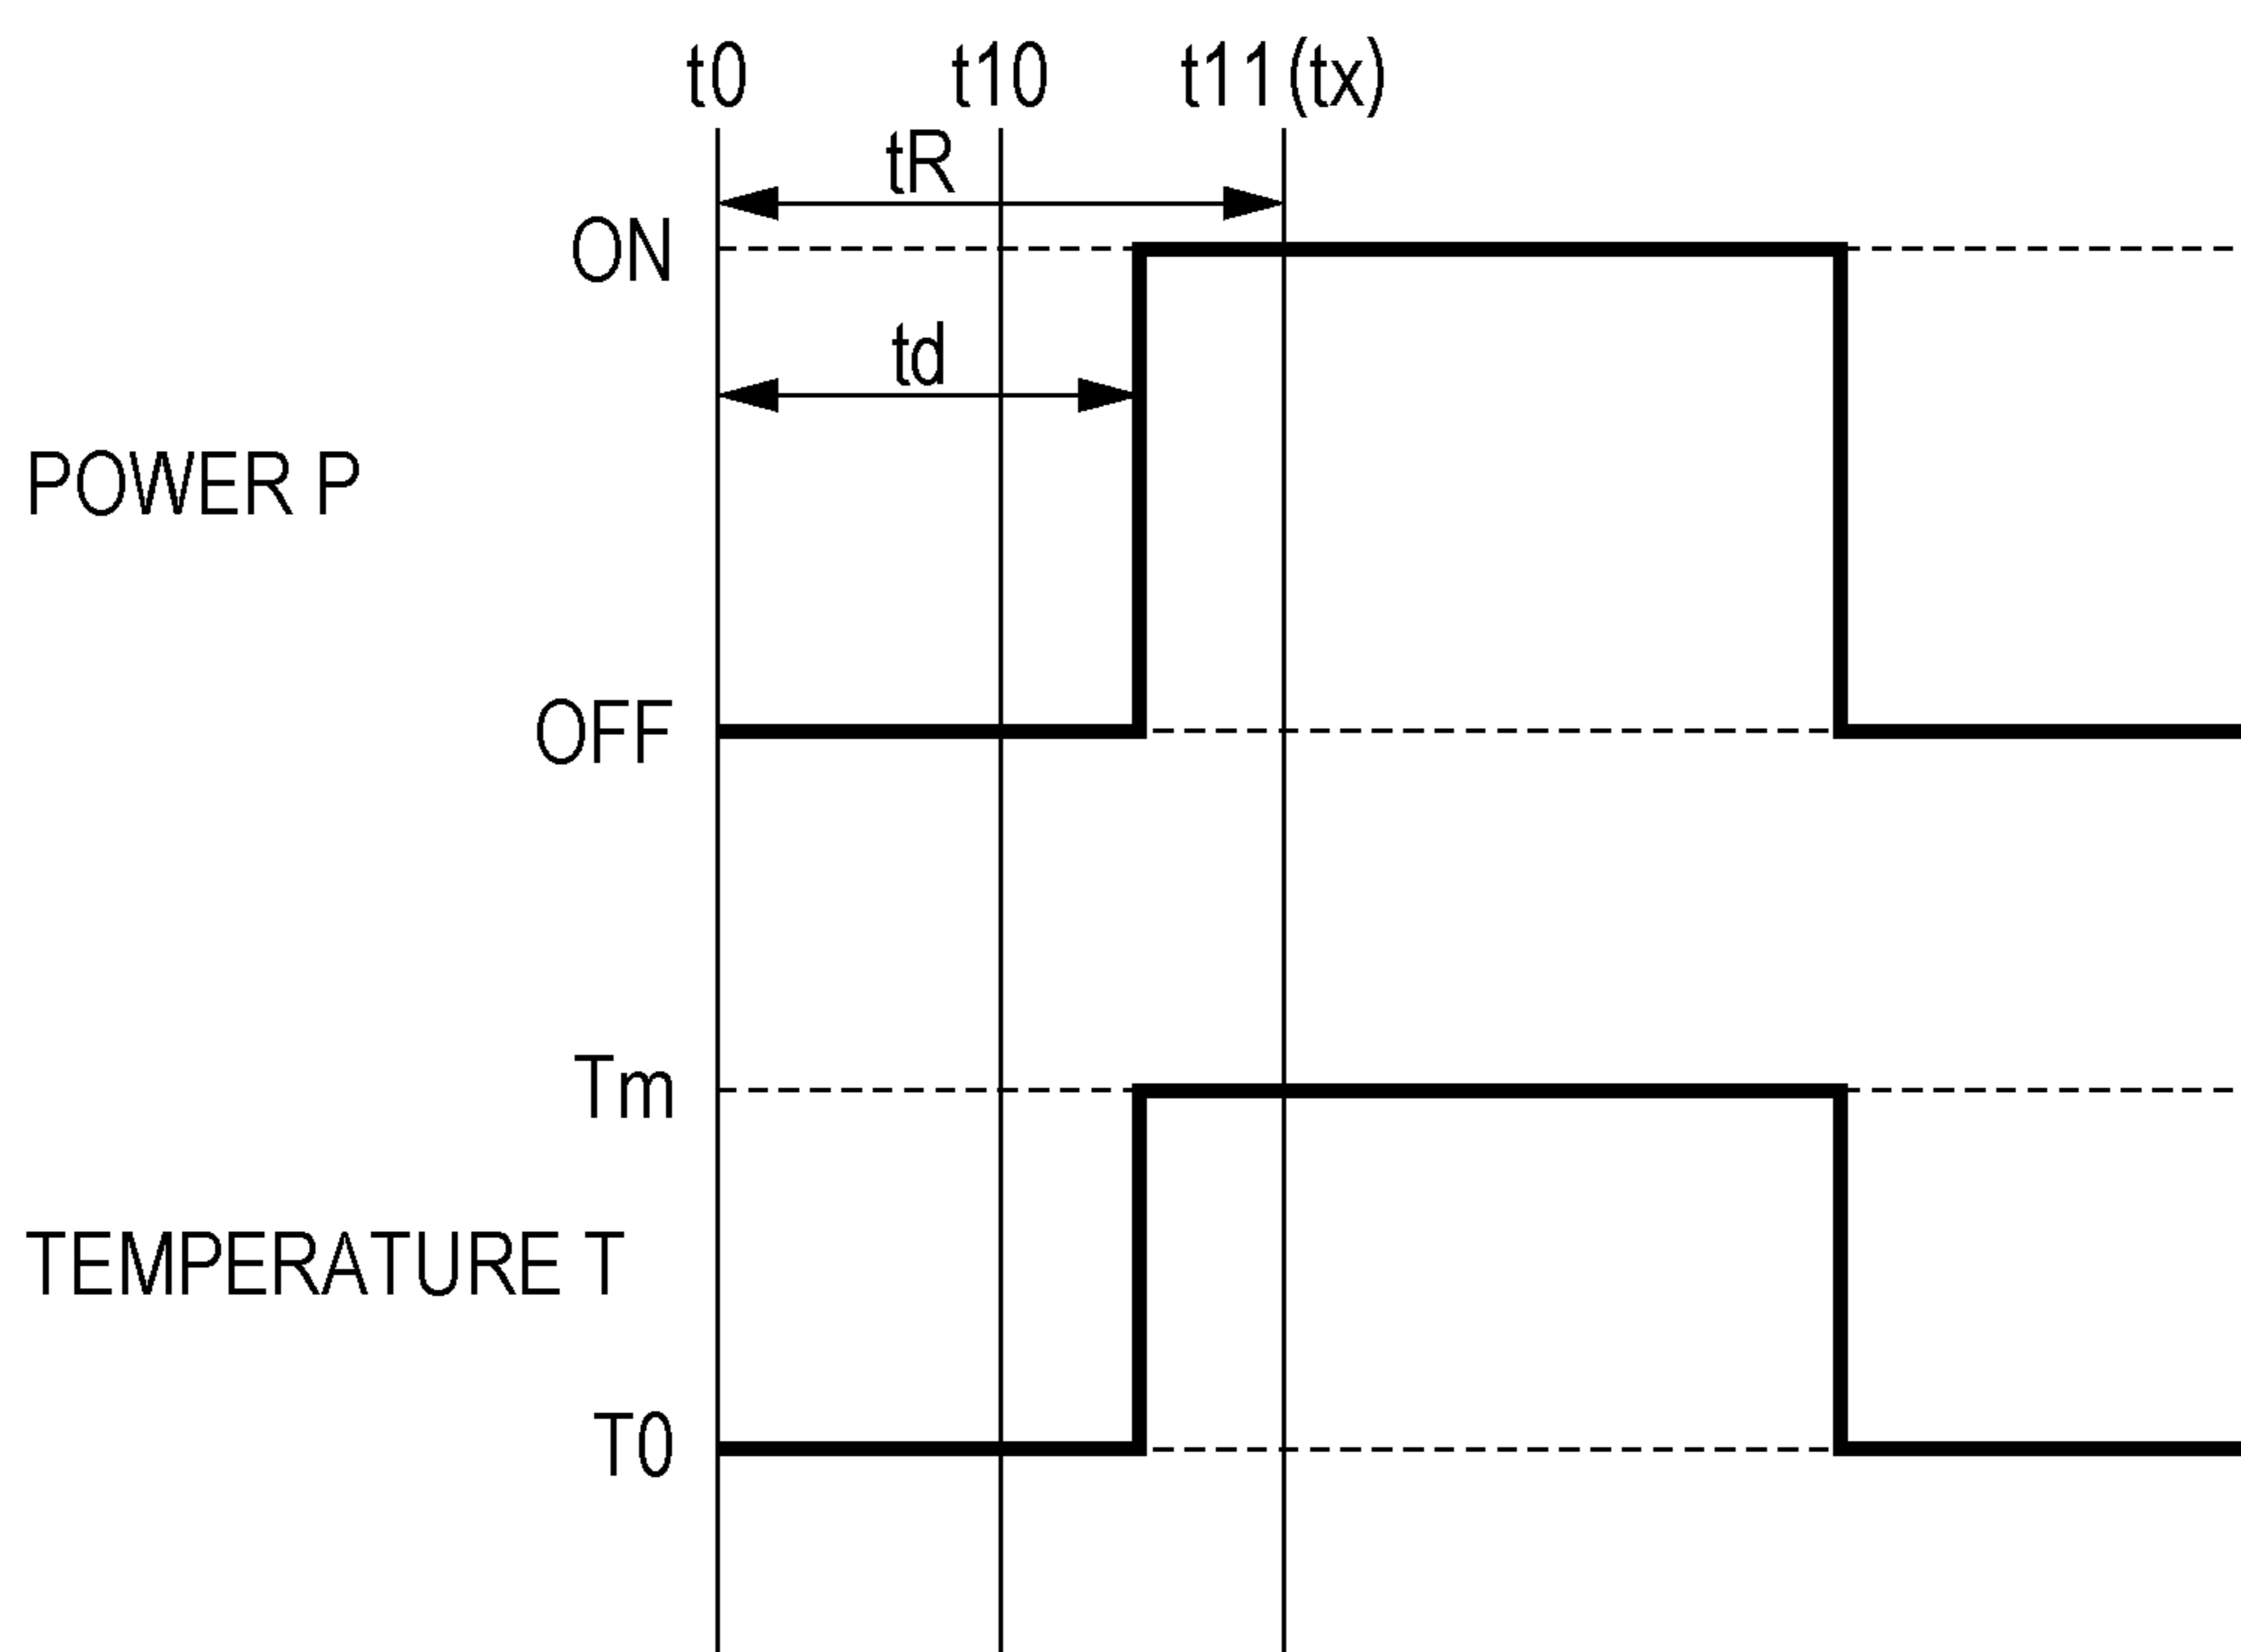 t0 t10 t11(tx)
tR
ON
td
POWER P
OFF
Tm
TEMPERATURE T
T0